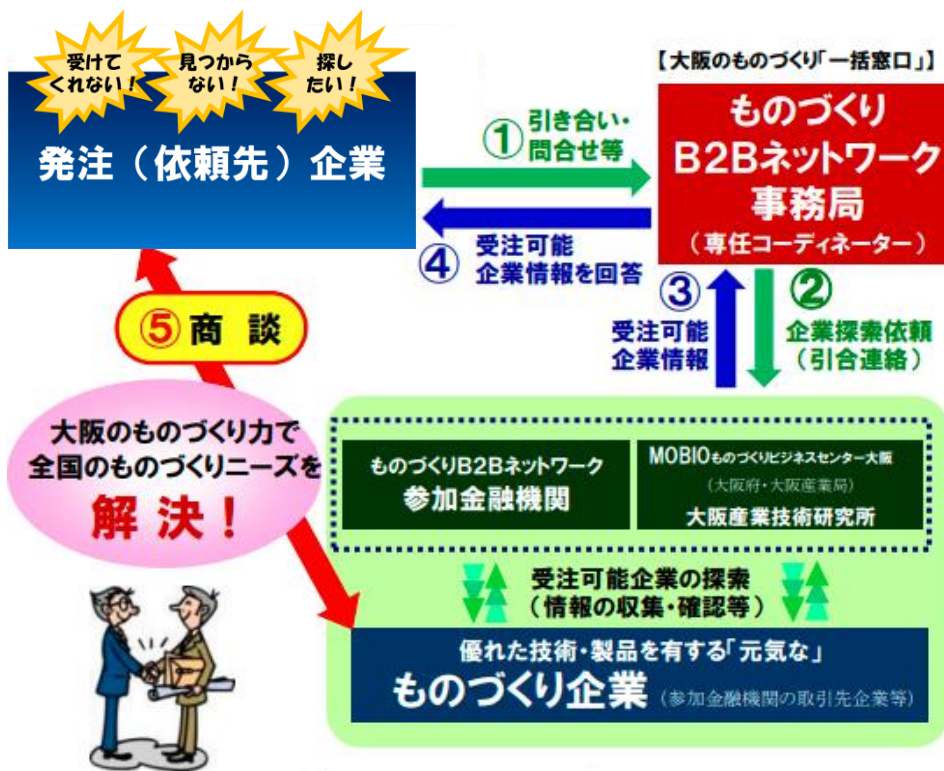 受けて
くれない！
見つから
ない！
探し
たい！
発注（依頼先）企業
【大阪のものづくり「一括窓口」】
ものづくり
B2Bネットワーク
事務局
（専任コーディネーター）
①引き合い・
問合せ等
④受注可能
企業情報を回答
③
受注可能
企業情報
②
企業探索依頼
（引合連絡）
⑤商談
大阪のものづくり力で
全国のものづくりニーズを
解決！
ものづくりB2Bネットワーク
参加金融機関
MOBIOものづくりビジネスセンター大阪
（大阪府・大阪産業局）
大阪産業技術研究所
受注可能企業の探索
（情報の収集・確認等）
優れた技術・製品を有する「元気な」
ものづくり企業（参加金融機関の取引先企業等）